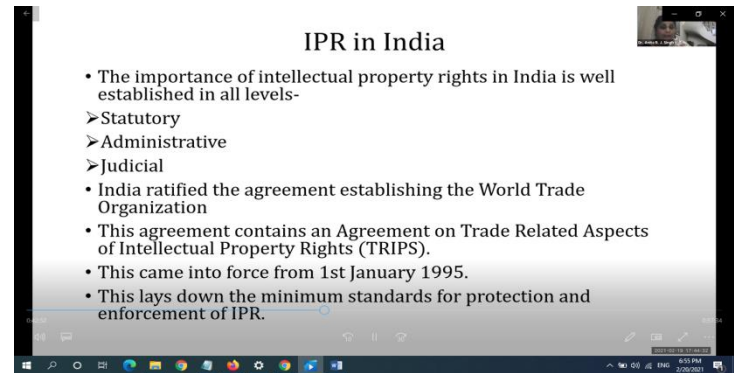 IPR in India
• The importance of intellectual property rights in India is well
established in all levels-
➢Statutory
➢Administrative
➢Judicial
• India ratified the agreement establishing the World Trade
Organization
• This agreement contains an Agreement on Trade Related Aspects
of Intellectual Property Rights (TRIPS).
• This came into force from 1st January 1995.
• This lays down the minimum standards for protection and
enforcement of IPR.
ENG
6:55 PM
2/20/2021